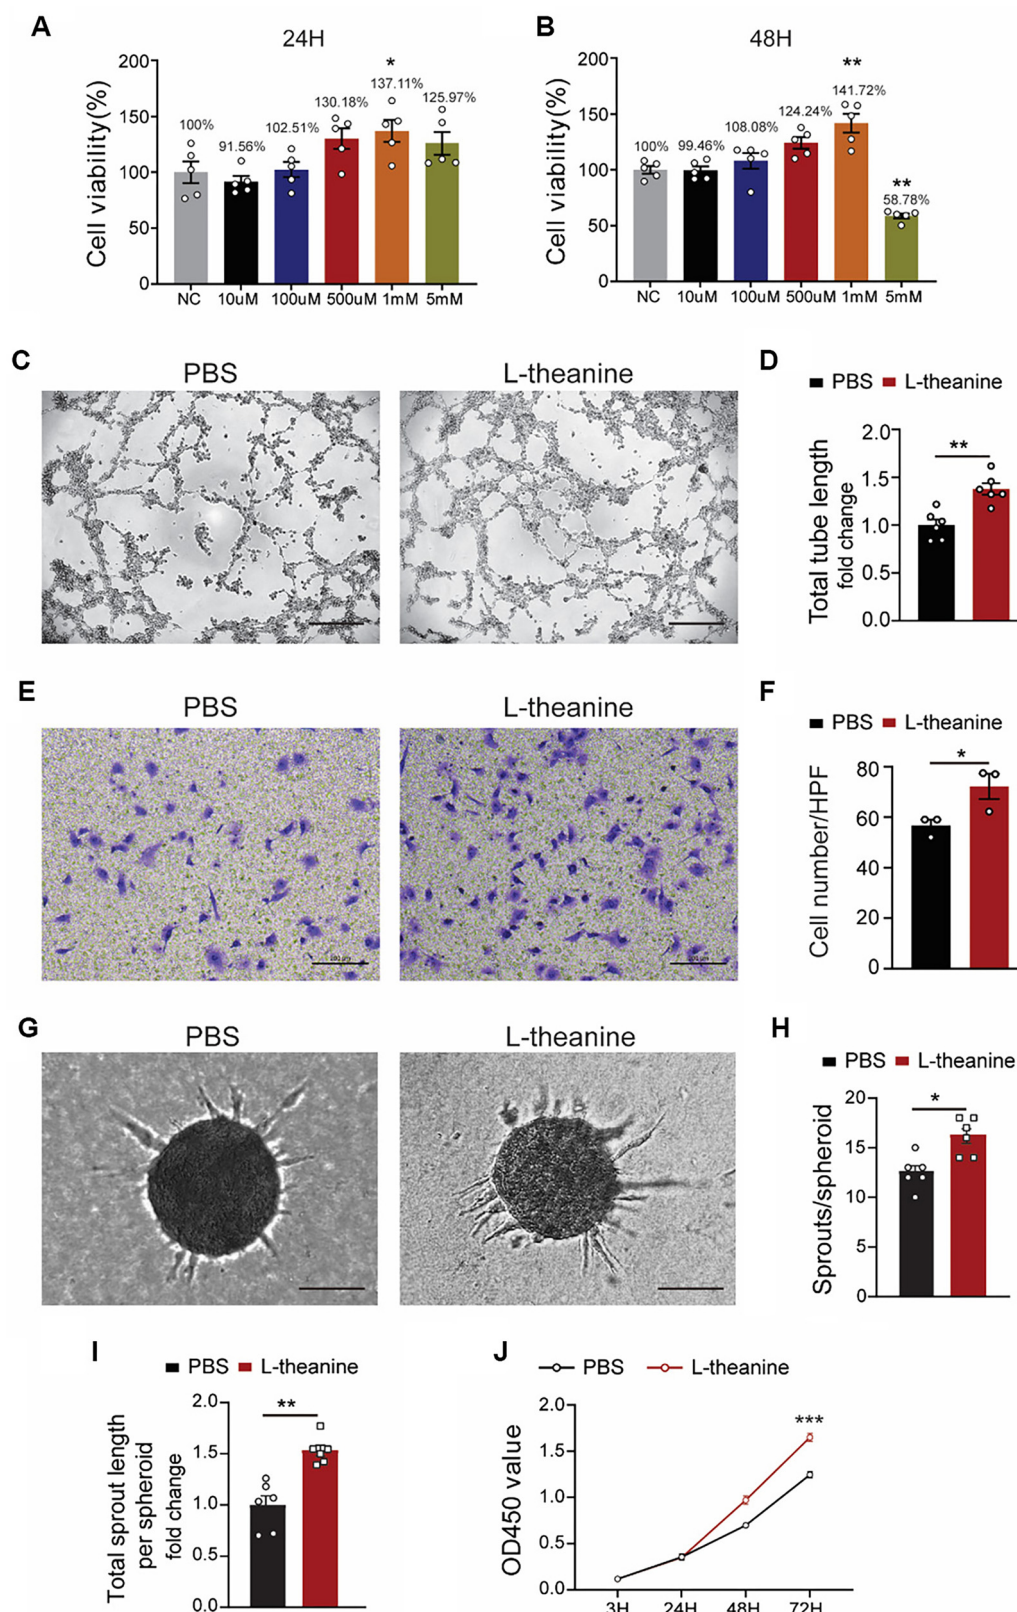 A
24H
Cell viability(%)
200
150
100
50
0
100%
91.56%
102.51%
130.18%
*
137.11%
125.97%
NC 10uM 100uM 500uM 1mM 5mM
B
48H
Cell viability(%)
200
150
100
50
0
100%
99.46%
108.08%
124.24%
**
141.72%
**
58.78%
NC 10uM 100uM 500uM 1mM 5mM
C
PBS
L-theanine
D
PBS L-theanine
Total tube length
fold change
2.0
1.5
1.0
0.5
0.0
**
E
PBS
L-theanine
200 μm
200 μm
F
PBS L-theanine
Cell number/HPF
80
60
40
20
0
*
G
PBS
L-theanine
H
PBS L-theanine
Sprouts/spheroid
20
15
10
5
0
*
I
PBS L-theanine
Total sprout length
per spheroid
fold change
2.0
1.5
1.0
0.5
0.0
**
J
PBS L-theanine
OD450 value
2.0
1.5
1.0
0.5
0.0
***
3H 24H 48H 72H